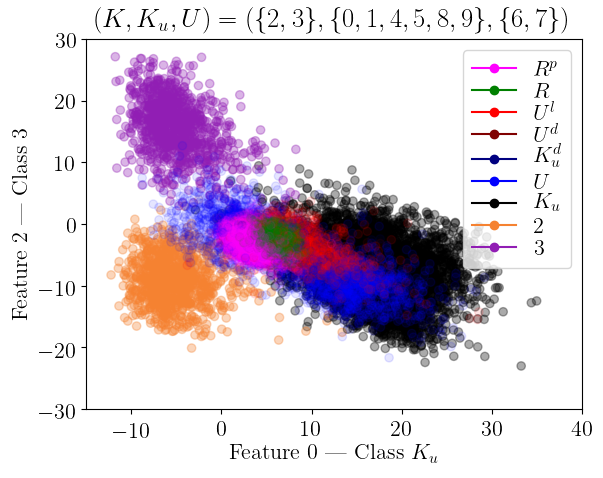 (K, K_u, U) = ({2, 3}, {0, 1, 4, 5, 8, 9}, {6, 7})
30
20
10
0
−10
−20
−30
Feature 2 — Class 3
R^p
R
U^l
U^d
K_u^d
U
K_u
2
3
−10
0
10
20
30
40
Feature 0 — Class K_u